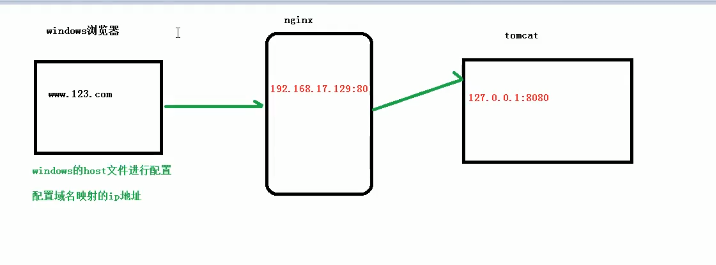 windows浏览器
nginx
tomcat
www.123.com
192.168.17.129:80
127.0.0.1:8080
windows的host文件进行配置
配置域名映射的ip地址